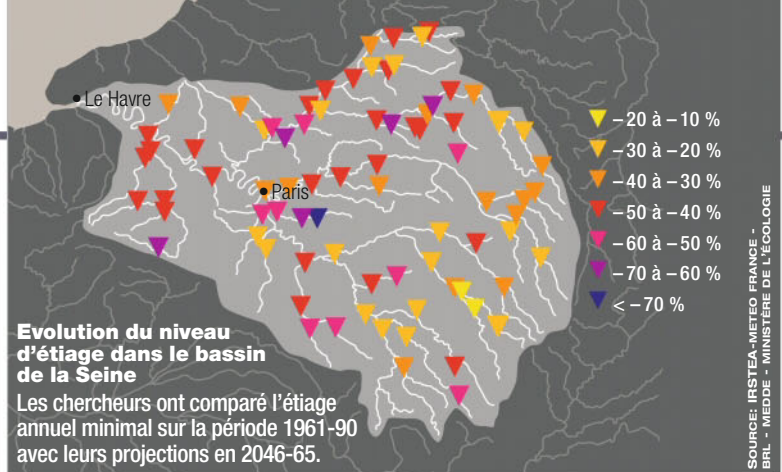 Le Havre
Paris
– 20 à – 10 %
– 30 à – 20 %
– 40 à – 30 %
– 50 à – 40 %
– 60 à – 50 %
– 70 à – 60 %
< – 70 %
Evolution du niveau
d'étiage dans le bassin
de la Seine
Les chercheurs ont comparé l'étiage
annuel minimal sur la période 1961-90
avec leurs projections en 2046-65.
SOURCE: IRSTEA-METEO FRANCE -
BRL - MEDDE - MINISTÈRE DE L'ÉCOLOGIE